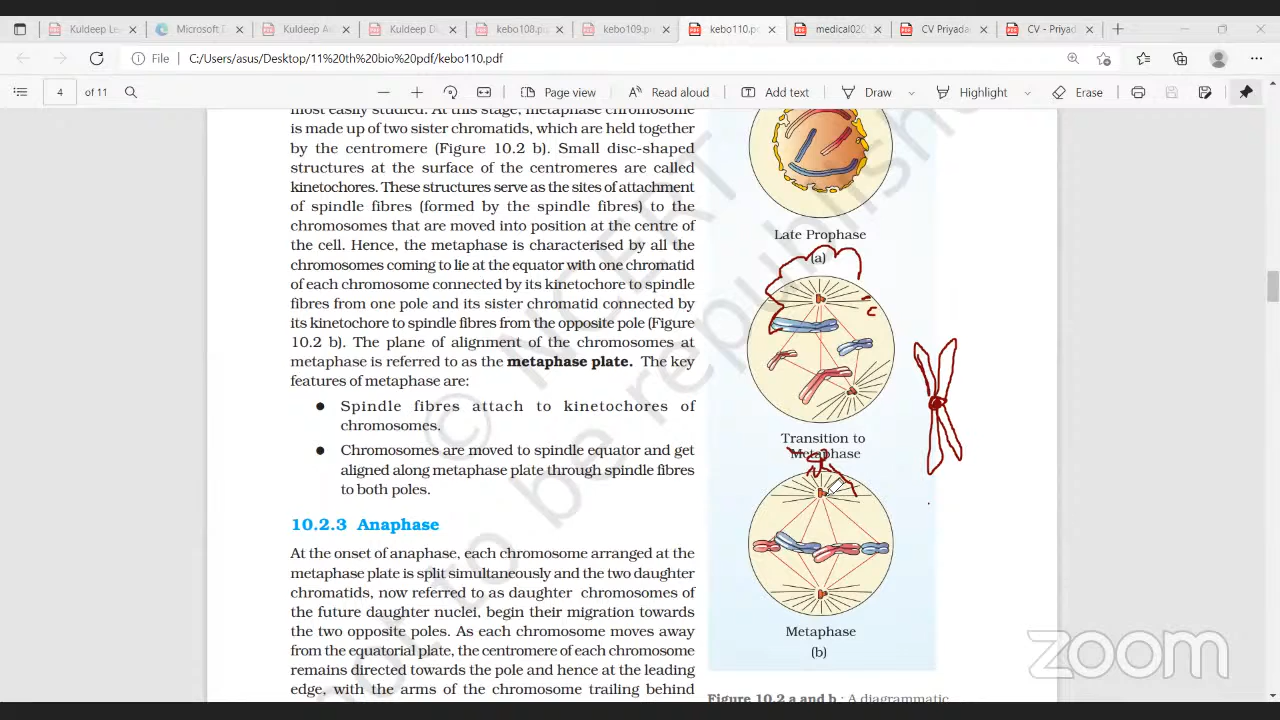 Kuldeep Le
Microsoft C
Kuldeep A
Kuldeep D
kebo108.p
kebo109.p
kebo110.p
medical02
CV Priyada
CV - Priyad
File
C:/Users/asus/Desktop/11%20th%20bio%20pdf/kebo110.pdf
4 of 11
Page view
Read aloud
Add text
Draw
Highlight
Erase
most easily studied. At this stage, metaphase chromosome
is made up of two sister chromatids, which are held together
by the centromere (Figure 10.2 b). Small disc-shaped
structures at the surface of the centromeres are called
kinetochores. These structures serve as the sites of attachment
of spindle fibres (formed by the spindle fibres) to the
chromosomes that are moved into position at the centre of
the cell. Hence, the metaphase is characterised by all the
chromosomes coming to lie at the equator with one chromatid
of each chromosome connected by its kinetochore to spindle
fibres from one pole and its sister chromatid connected by
its kinetochore to spindle fibres from the opposite pole (Figure
10.2 b). The plane of alignment of the chromosomes at
metaphase is referred to as the metaphase plate. The key
features of metaphase are:
● Spindle fibres attach to kinetochores of
chromosomes.
● Chromosomes are moved to spindle equator and get
aligned along metaphase plate through spindle fibres
to both poles.
10.2.3 Anaphase
At the onset of anaphase, each chromosome arranged at the
metaphase plate is split simultaneously and the two daughter
chromatids, now referred to as daughter chromosomes of
the future daughter nuclei, begin their migration towards
the two opposite poles. As each chromosome moves away
from the equatorial plate, the centromere of each chromosome
remains directed towards the pole and hence at the leading
edge, with the arms of the chromosome trailing behind
Late Prophase
(a)
Transition to
Metaphase
Metaphase
(b)
Figure 10.2 a and b : A diagrammatic
© NCERT
not to be republishe
zoom